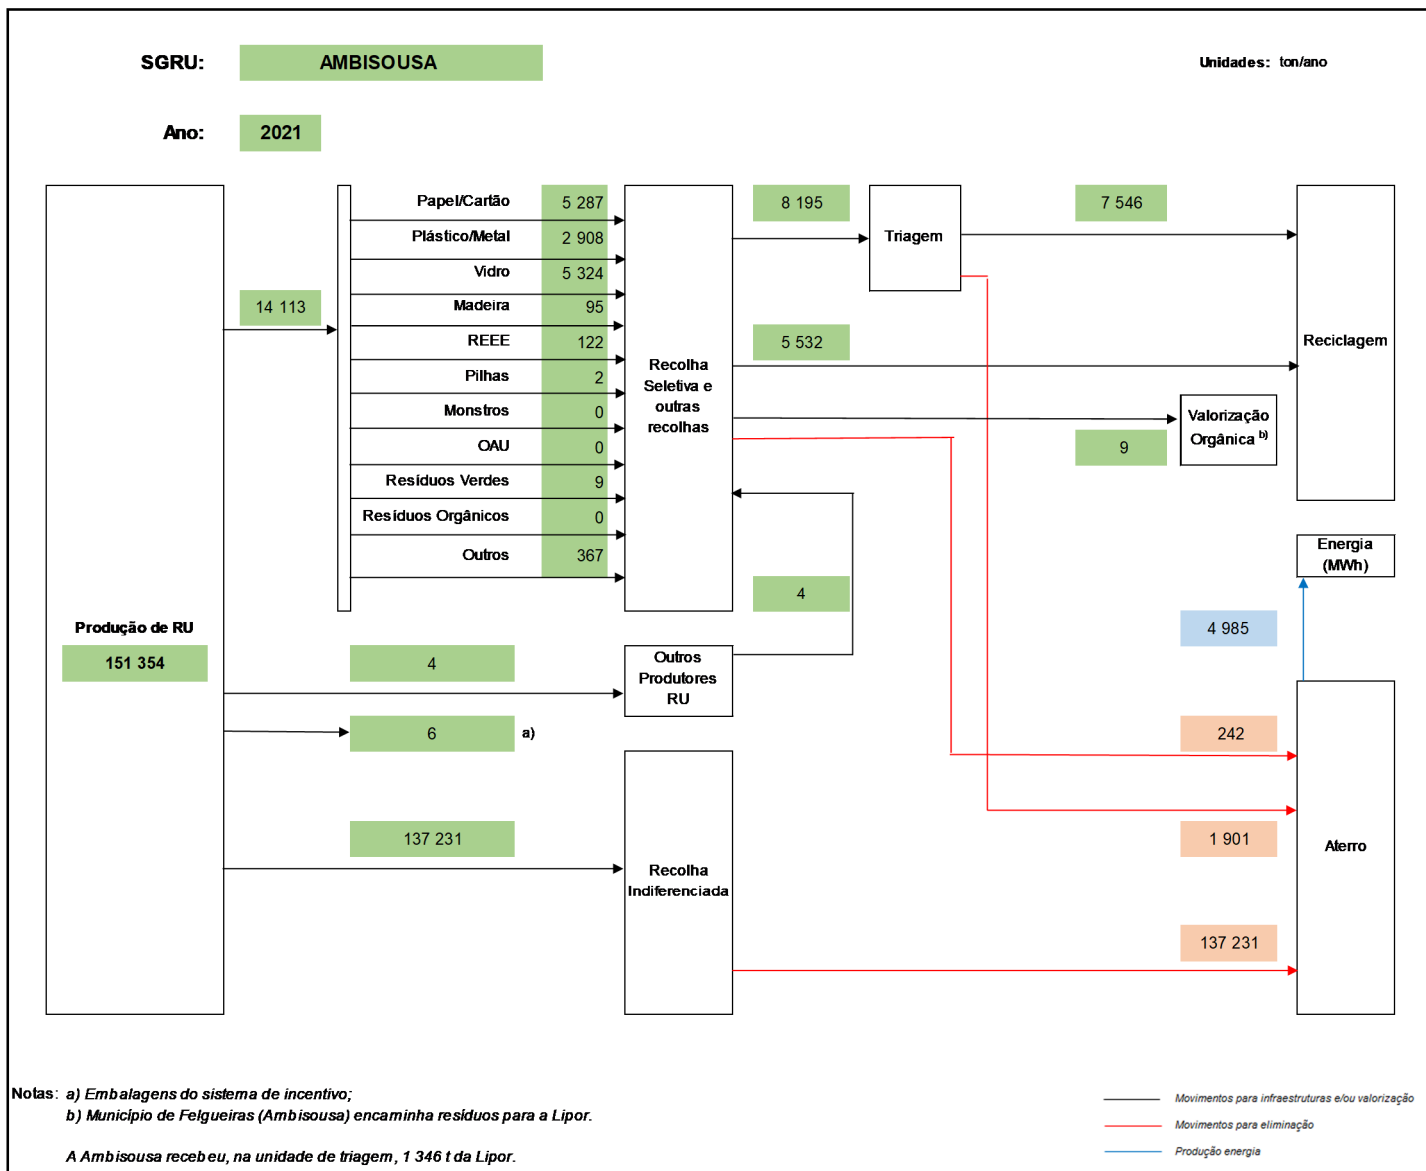 SGRU: AMBISOUSA
Unidades: ton/ano
Ano: 2021
Papel/Cartão 5 287
Plástico/Metal 2 908
Vidro 5 324
Madeira 95
REEE 122
Pilhas 2
Monstros 0
OAU 0
Resíduos Verdes 9
Resíduos Orgânicos 0
Outros 367
14 113
Produção de RU
151 354
Recolha
Seletiva e
outras
recolhas
8 195
Triagem
7 546
5 532
Reciclagem
Valorização
Orgânica b)
9
4
Energia
(MWh)
4 985
4
Outros
Produtores
RU
6 a)
242
137 231
Recolha
Indiferenciada
1 901
Aterro
137 231
Notas: a) Embalagens do sistema de incentivo;
b) Município de Felgueiras (Ambisousa) encaminha resíduos para a Lipor.
A Ambisousa recebeu, na unidade de triagem, 1 346 t da Lipor.
Movimentos para infraestruturas e/ou valorização
Movimentos para eliminação
Produção energia